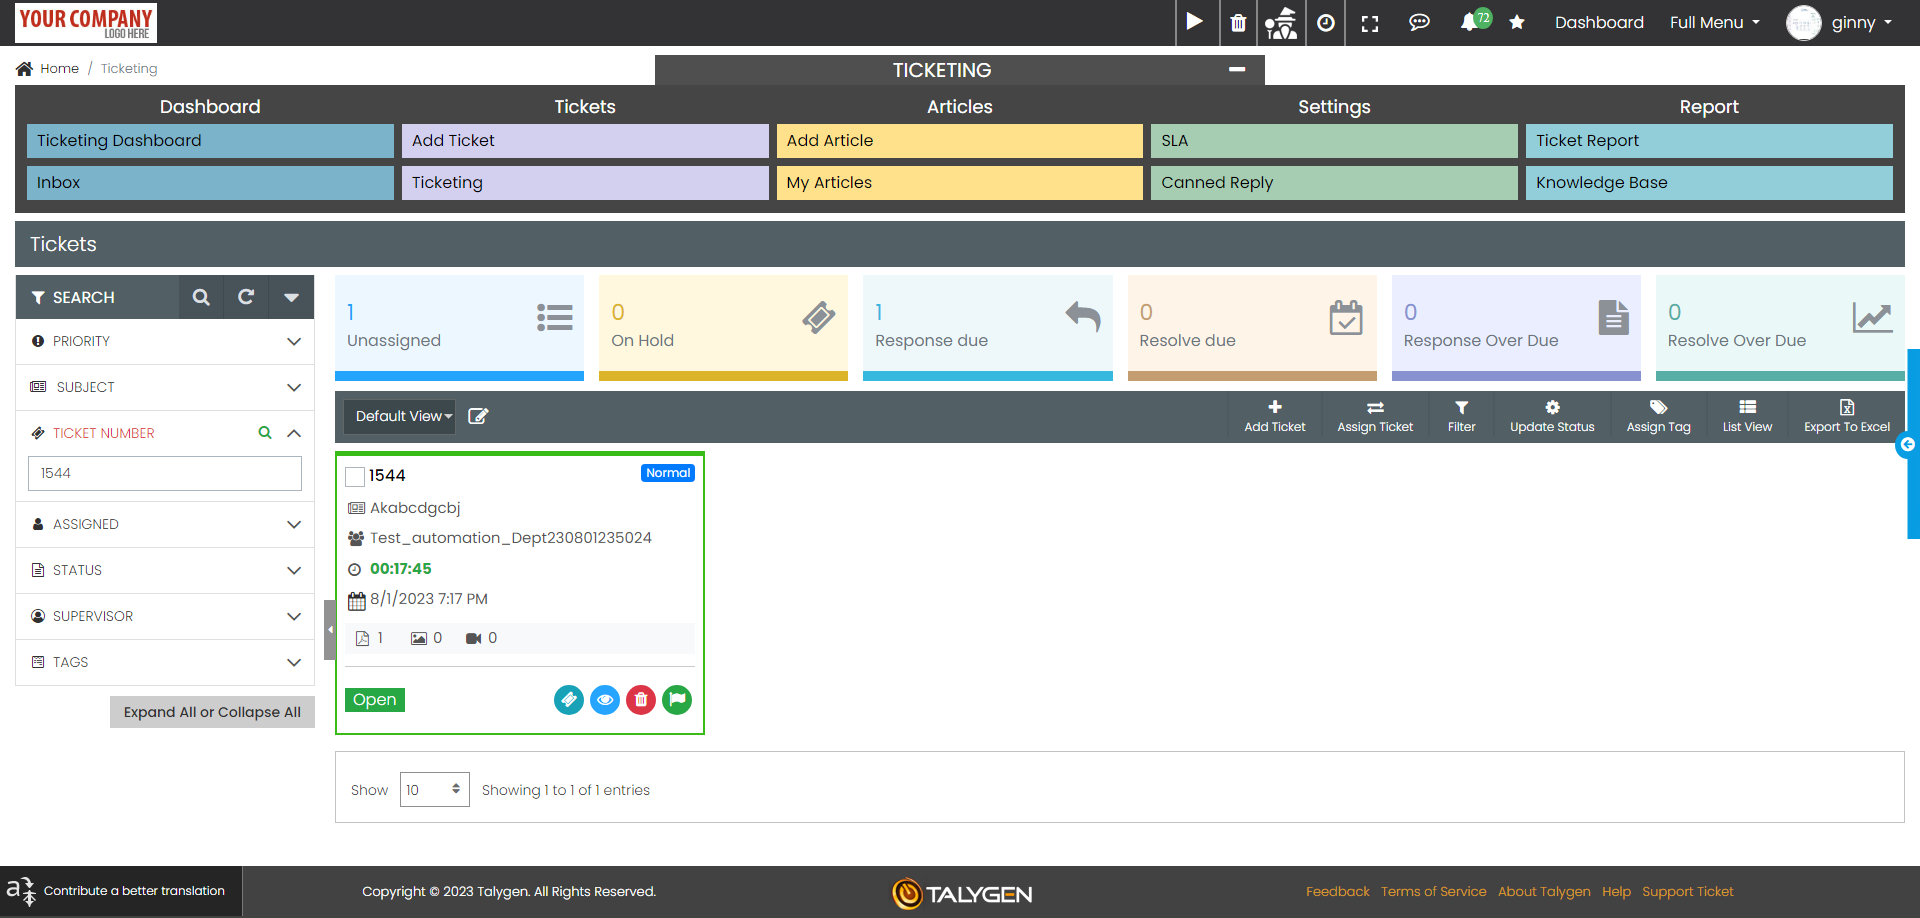 YOUR COMPANY
LOGO HERE
72
Dashboard
Full Menu
ginny
Home / Ticketing
TICKETING
Dashboard
Tickets
Articles
Settings
Report
Ticketing Dashboard
Add Ticket
Add Article
SLA
Ticket Report
Inbox
Ticketing
My Articles
Canned Reply
Knowledge Base
Tickets
SEARCH
PRIORITY
SUBJECT
TICKET NUMBER
1544
ASSIGNED
STATUS
SUPERVISOR
TAGS
Expand All or Collapse All
1
Unassigned
0
On Hold
1
Response due
0
Resolve due
0
Response Over Due
0
Resolve Over Due
Default View
Add Ticket
Assign Ticket
Filter
Update Status
Assign Tag
List View
Export To Excel
1544
Normal
Akabcdgcbj
Test_automation_Dept230801235024
00:17:45
8/1/2023 7:17 PM
1
0
0
Open
Show 10 Showing 1 to 1 of 1 entries
Contribute a better translation
Copyright © 2023 Talygen. All Rights Reserved.
TALYGEN
Feedback
Terms of Service
About Talygen
Help
Support Ticket